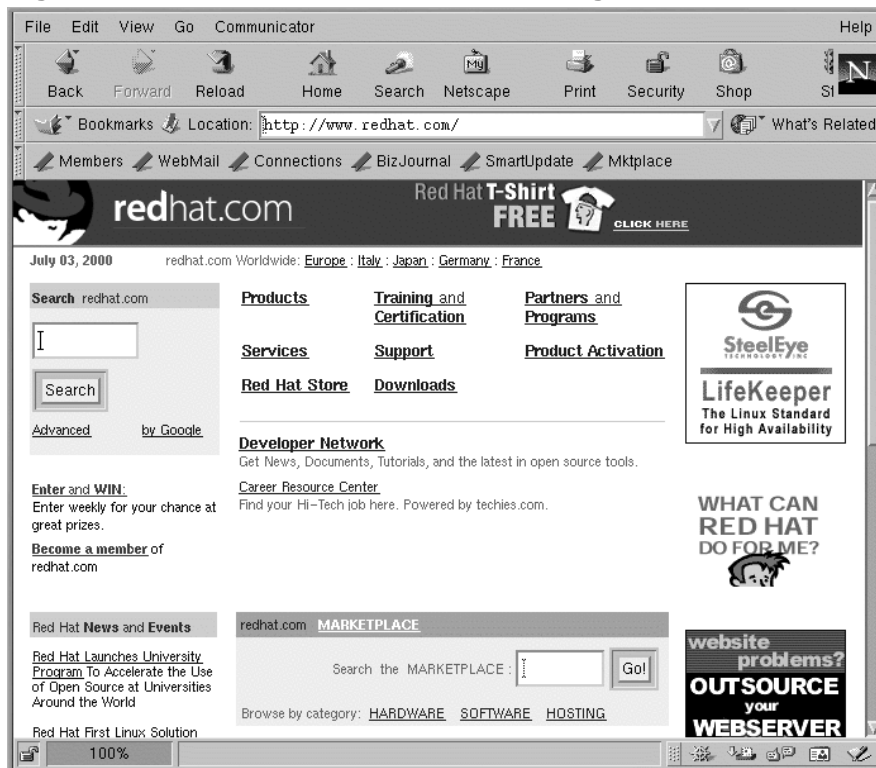 File Edit View Go Communicator Help
Back Forward Reload Home Search Netscape Print Security Shop
My
N
Bookmarks Location: http://www.redhat.com/ What's Related
Members WebMail Connections BizJournal SmartUpdate Mktplace
redhat.com
Red Hat T-Shirt
FREE
CLICK HERE
July 03, 2000 redhat.com Worldwide: Europe : Italy : Japan : Germany : France
Search redhat.com
Search
Advanced by Google
Enter and WIN:
Enter weekly for your chance at
great prizes.
Become a member of
redhat.com
Products Training and Partners and
Certification Programs
Services Support Product Activation
Red Hat Store Downloads
Developer Network
Get News, Documents, Tutorials, and the latest in open source tools.
Career Resource Center
Find your Hi-Tech job here. Powered by techies.com.
SteelEye
TECHNOLOGY INC
LifeKeeper
The Linux Standard
for High Availability
WHAT CAN
RED HAT
DO FOR ME?
Red Hat News and Events
Red Hat Launches University
Program To Accelerate the Use
of Open Source at Universities
Around the World
Red Hat First Linux Solution
redhat.com MARKETPLACE
Search the MARKETPLACE : Go!
Browse by category: HARDWARE SOFTWARE HOSTING
website
problems?
OUTSOURCE
your
WEBSERVER
100%